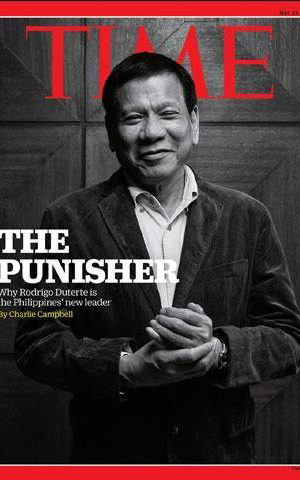 TIME
THE
PUNISHER
Why Rodrigo Duterte is
the Philippines' new leader
By Charlie Campbell